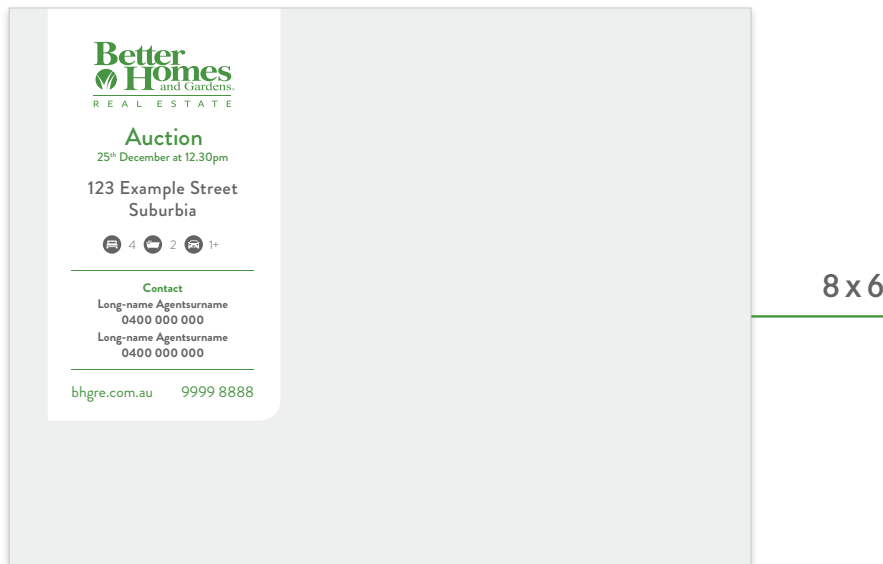 Better
Homes
and Gardens®
REAL ESTATE
Auction
25th December at 12.30pm
123 Example Street
Suburbia
4 2 1+
Contact
Long-name Agentsurname
0400 000 000
Long-name Agentsurname
0400 000 000
bhgre.com.au 9999 8888
8 x 6